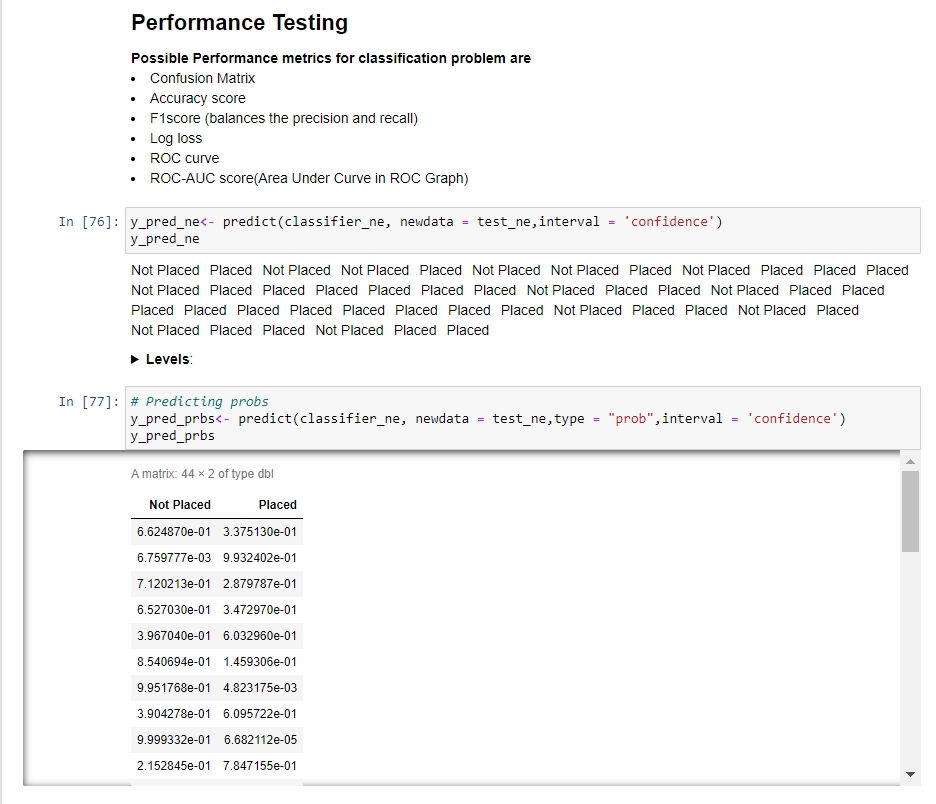 Performance Testing
Possible Performance metrics for classification problem are
• Confusion Matrix
• Accuracy score
• F1score (balances the precision and recall)
• Log loss
• ROC curve
• ROC-AUC score(Area Under Curve in ROC Graph)
In [76]: y_pred_ne<- predict(classifier_ne, newdata = test_ne,interval = 'confidence')
y_pred_ne
Not Placed Placed Not Placed Not Placed Placed Not Placed Not Placed Placed Not Placed Placed Placed Placed
Not Placed Placed Placed Placed Placed Placed Placed Not Placed Placed Placed Not Placed Placed Placed
Placed Placed Placed Placed Placed Placed Placed Placed Not Placed Placed Placed Not Placed Placed
Not Placed Placed Placed Not Placed Placed Placed
▶ Levels:
In [77]: # Predicting probs
y_pred_prbs<- predict(classifier_ne, newdata = test_ne,type = "prob",interval = 'confidence')
y_pred_prbs
A matrix: 44 × 2 of type dbl
Not Placed Placed
6.624870e-01 3.375130e-01
6.759777e-03 9.932402e-01
7.120213e-01 2.879787e-01
6.527030e-01 3.472970e-01
3.967040e-01 6.032960e-01
8.540694e-01 1.459306e-01
9.951768e-01 4.823175e-03
3.904278e-01 6.095722e-01
9.999332e-01 6.682112e-05
2.152845e-01 7.847155e-01